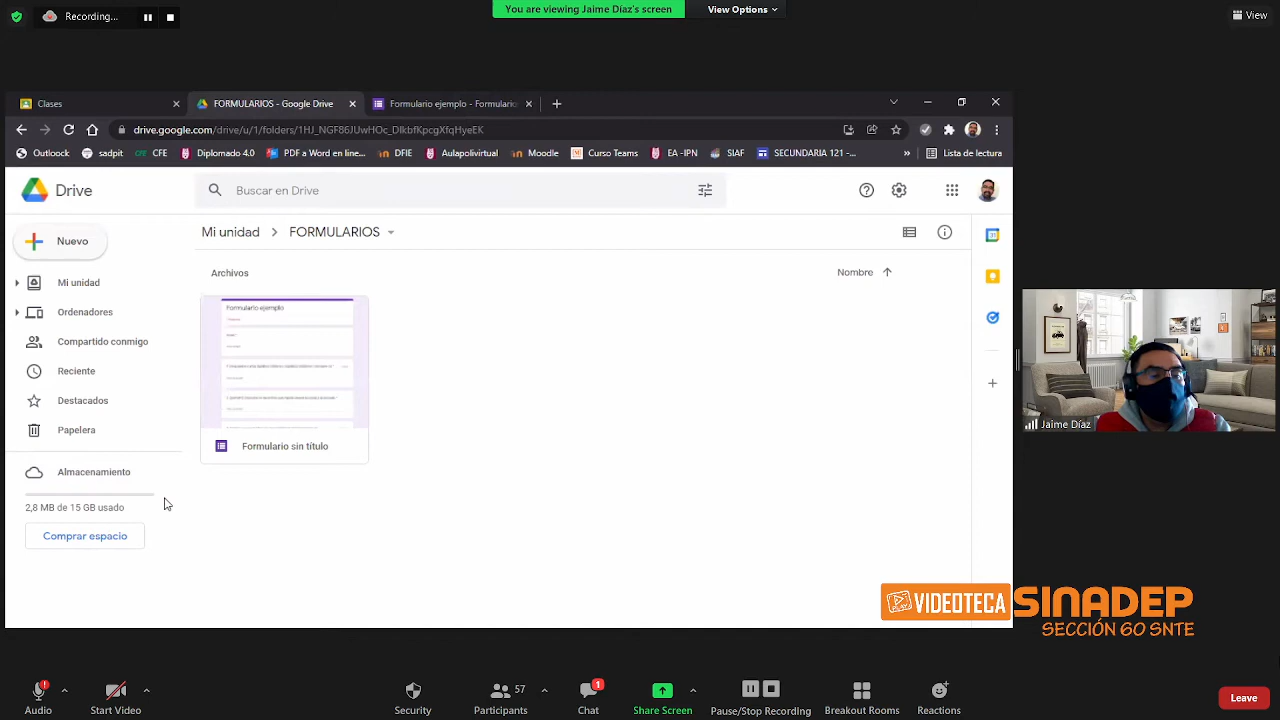 Recording...
You are viewing Jaime Díaz's screen
View Options
View
Clases
FORMULARIOS - Google Drive
Formulario ejemplo - Formulario
drive.google.com/drive/u/1/folders/1HJ_NGF86JUwHOc_DlkbfKpcgXfqHyeEK
Outloock
sadpit
CFE
Diplomado 4.0
PDF a Word en line...
DFIE
Aulapolivirtual
Moodle
Curso Teams
EA -IPN
SIAF
SECUNDARIA 121 -...
»
Lista de lectura
Drive
Buscar en Drive
Nuevo
Mi unidad
FORMULARIOS
Archivos
Nombre
Mi unidad
Ordenadores
Compartido conmigo
Reciente
Destacados
Papelera
Almacenamiento
2,8 MB de 15 GB usado
Comprar espacio
Formulario ejemplo
Formulario sin título
Jaime Díaz
VIDEOTECA
SINADEP
SECCIÓN 60 SNTE
Audio
Start Video
Security
57
Participants
1
Chat
Share Screen
Pause/Stop Recording
Breakout Rooms
Reactions
Leave